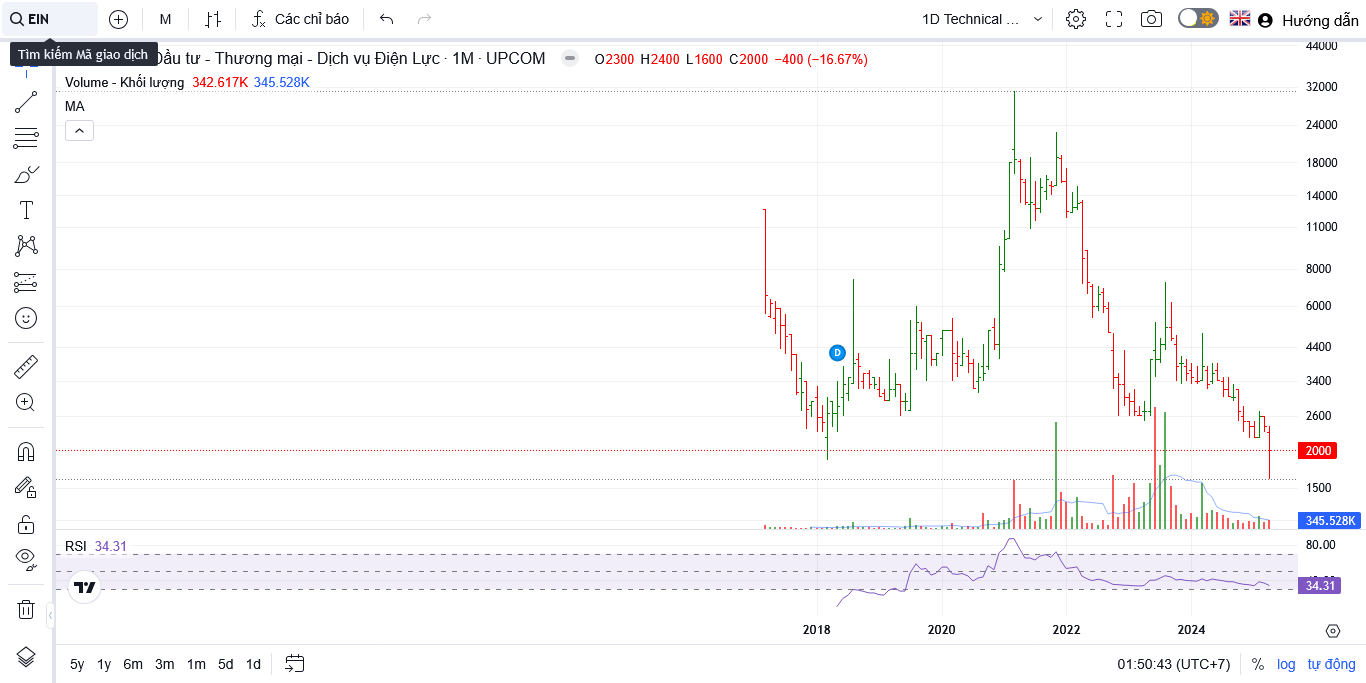 EIN
M
Các chỉ báo
1D Technical ...
Hướng dẫn
Tìm kiếm Mã giao dịch
Đầu tư - Thương mại - Dịch vụ Điện Lực · 1M · UPCOM
O2300 H2400 L1600 C2000 −400 (−16.67%)
Volume - Khối lượng 342.617K 345.528K
MA
44000
32000
24000
18000
14000
11000
8000
6000
4400
3400
2600
2000
1500
345.528K
D
RSI 34.31
80.00
34.31
2018 2020 2022 2024
5y 1y 6m 3m 1m 5d 1d
01:50:43 (UTC+7)
% log tự động